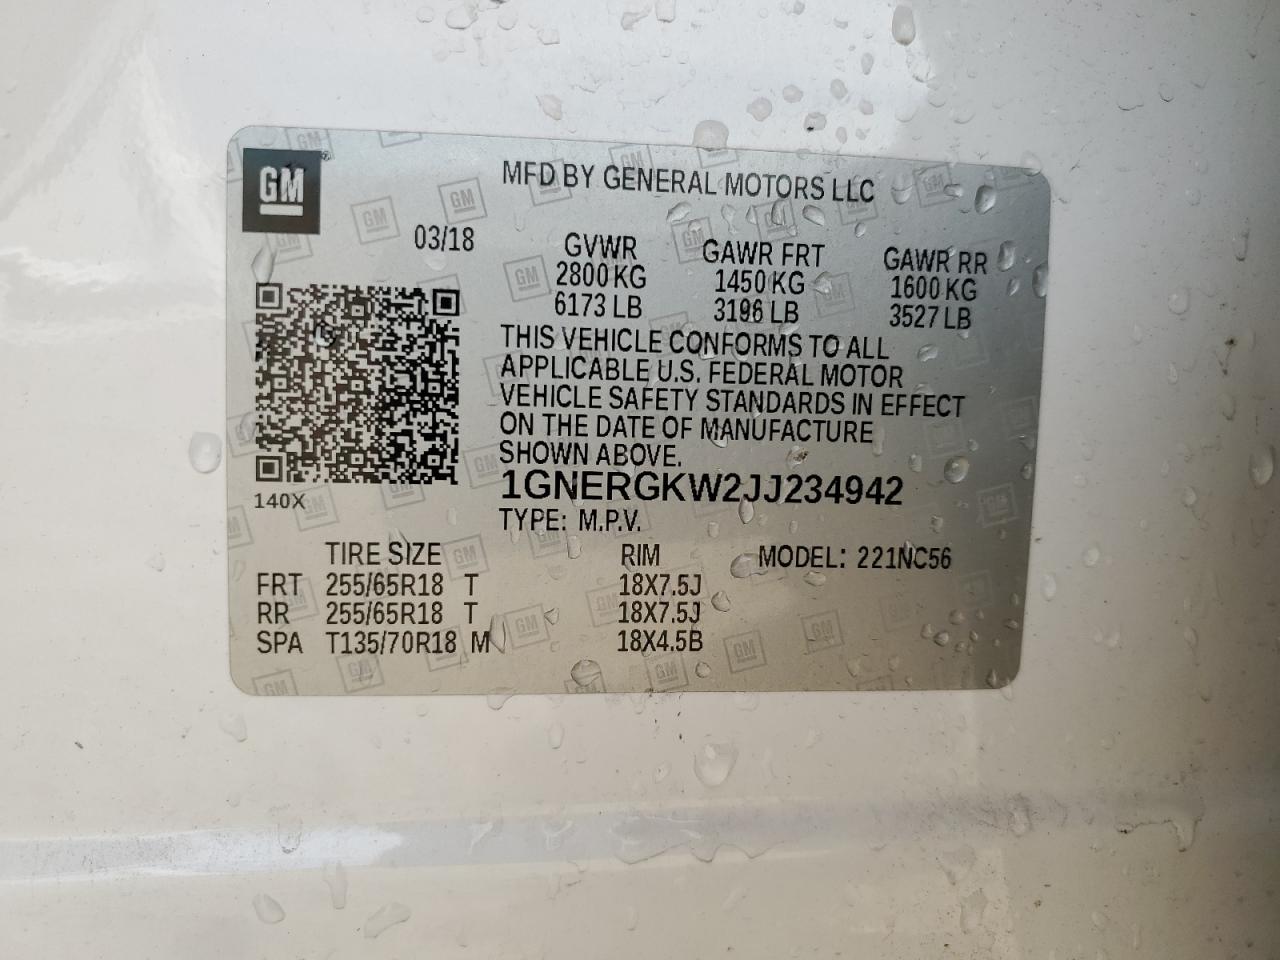 GM
MFD BY GENERAL MOTORS LLC
03/18
GVWR GAWR FRT GAWR RR
2800 KG 1450 KG 1600 KG
6173 LB 3196 LB 3527 LB
THIS VEHICLE CONFORMS TO ALL
APPLICABLE U.S. FEDERAL MOTOR
VEHICLE SAFETY STANDARDS IN EFFECT
ON THE DATE OF MANUFACTURE
SHOWN ABOVE.
140X
1GNERGKW2JJ234942
TYPE: M.P.V.
TIRE SIZE RIM MODEL: 221NC56
FRT 255/65R18 T 18X7.5J
RR 255/65R18 T 18X7.5J
SPA T135/70R18 M 18X4.5B